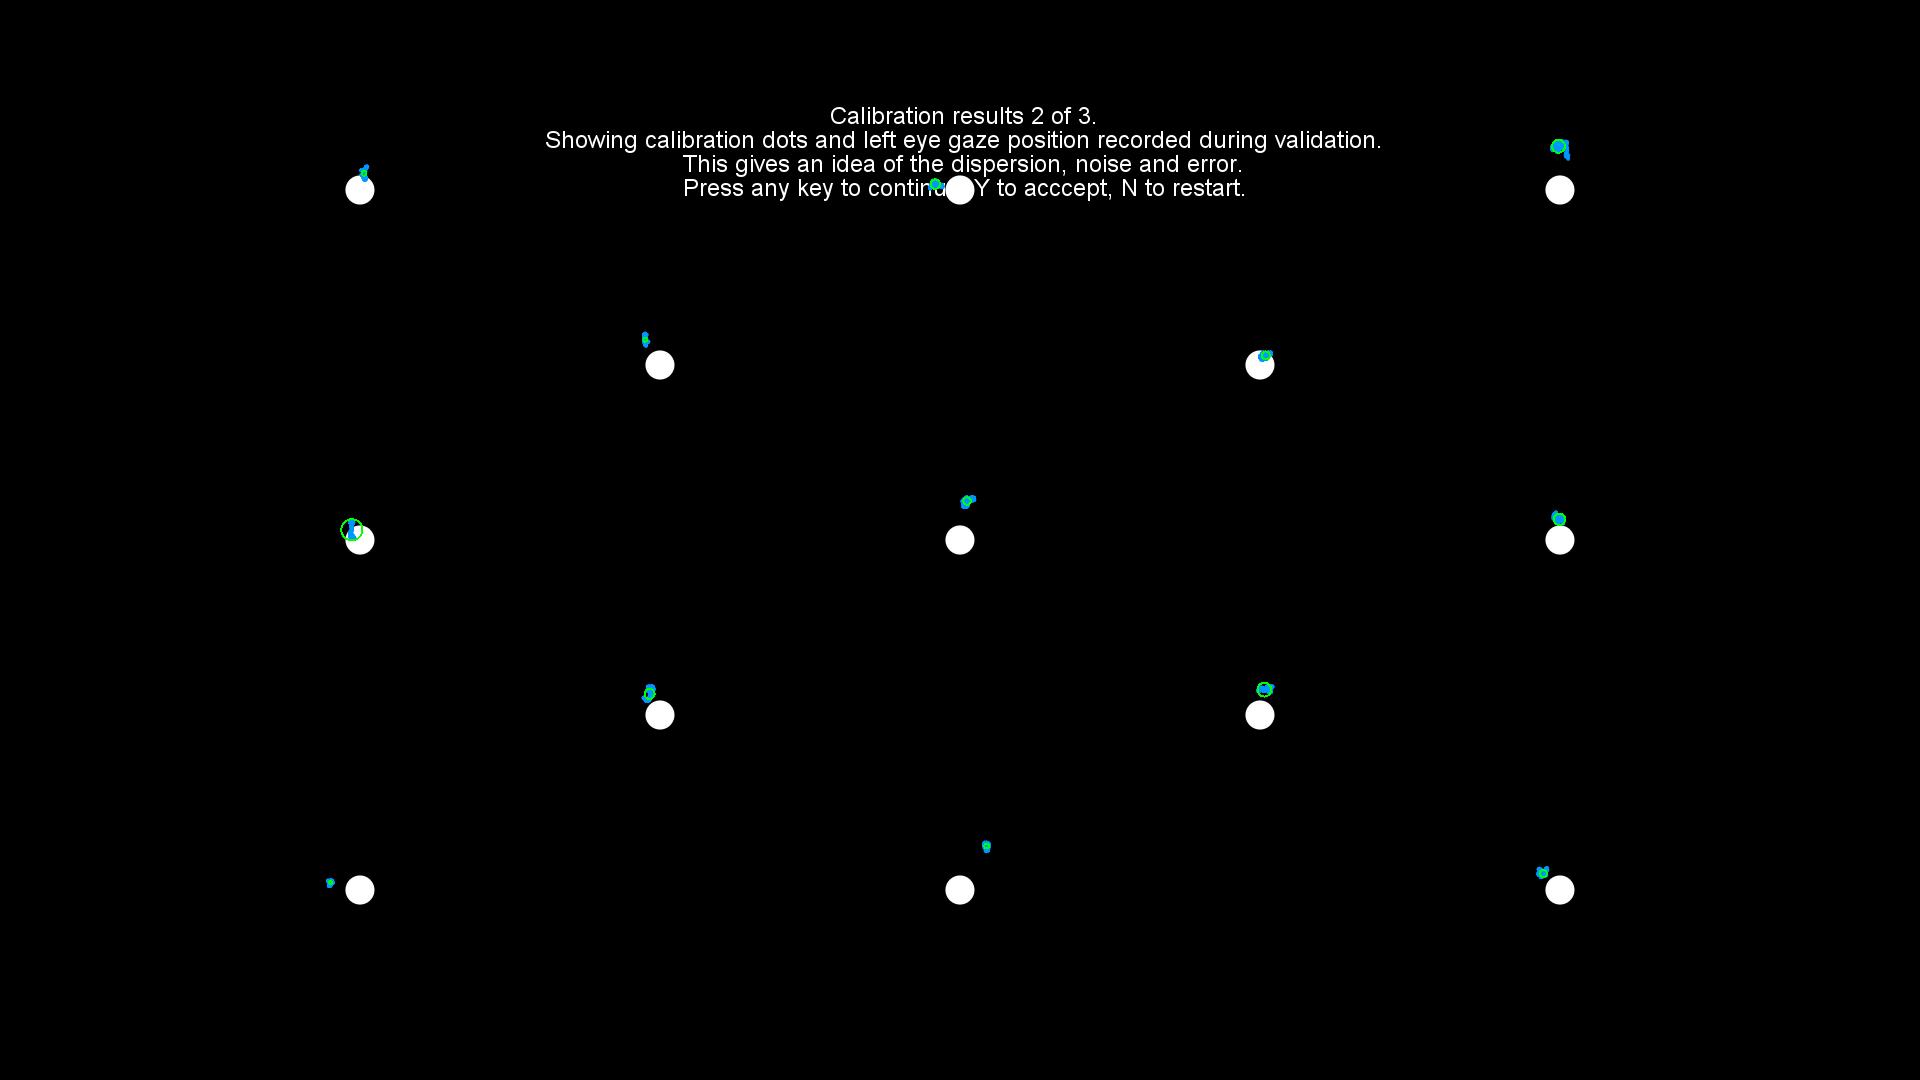 Calibration results 2 of 3.
Showing calibration dots and left eye gaze position recorded during validation.
This gives an idea of the dispersion, noise and error.
Press any key to continu Y to acccept, N to restart.